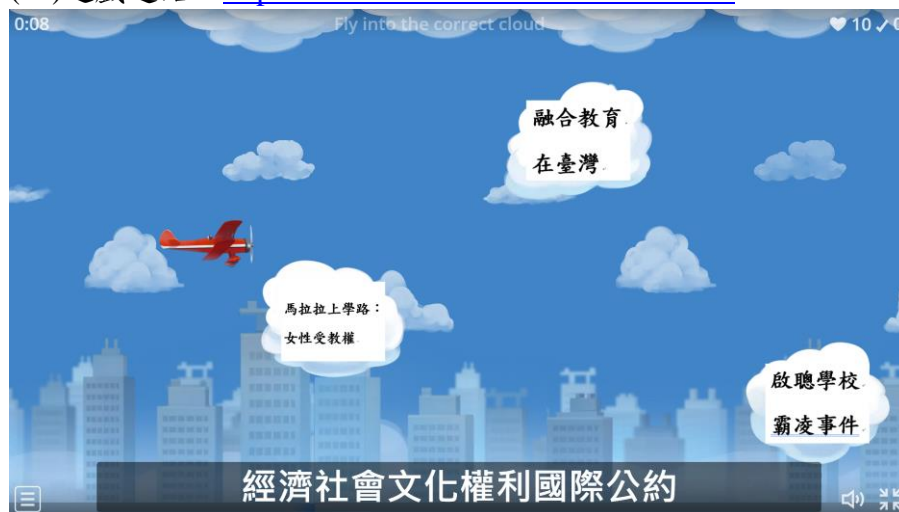 0:08
Fly into the correct cloud
10
融合教育
在臺灣
馬拉拉上學路：
女性受教權
啟聰學校
霸凌事件
經濟社會文化權利國際公約